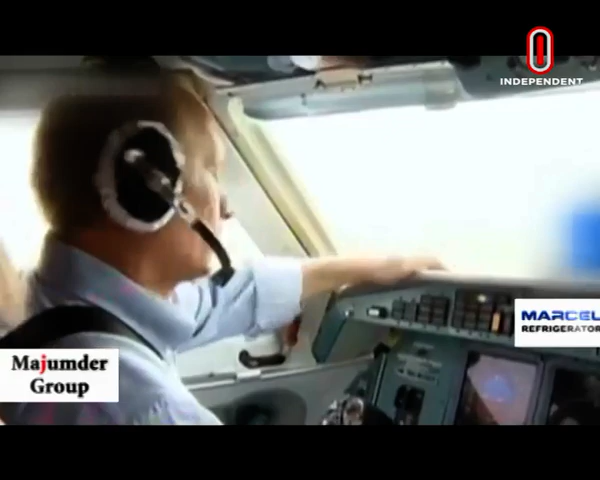 INDEPENDENT
MARCEL
REFRIGERATOR
Majumder
Group